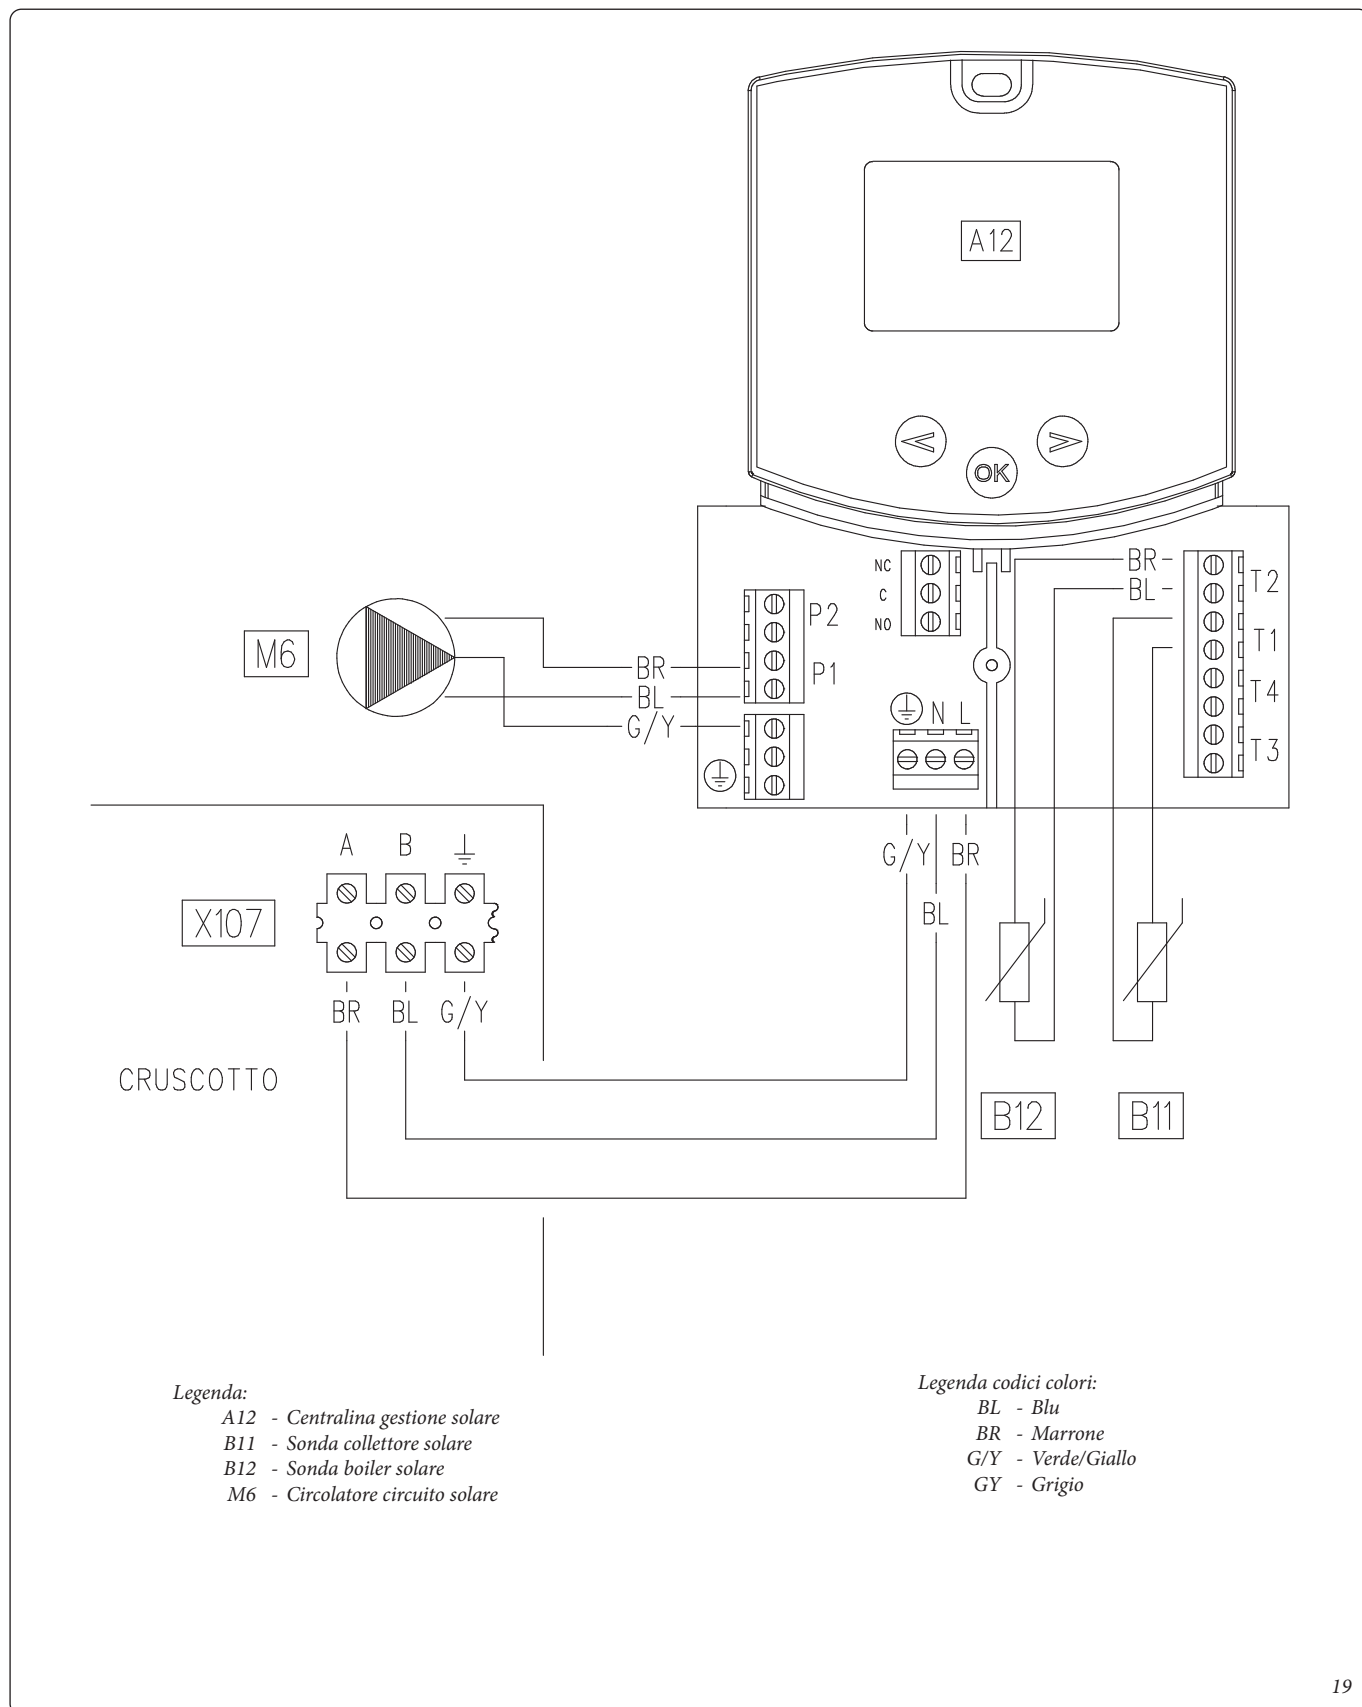 A12
< OK >
NC
C
NO
BR
BL
T2
T1
T4
T3
P2
P1
M6
BR
BL
G/Y
N L
G/Y BR
BL
A B
X107
BR BL G/Y
CRUSCOTTO
B12 B11
Legenda:
A12 - Centralina gestione solare
B11 - Sonda collettore solare
B12 - Sonda boiler solare
M6 - Circolatore circuito solare
Legenda codici colori:
BL - Blu
BR - Marrone
G/Y - Verde/Giallo
GY - Grigio
19